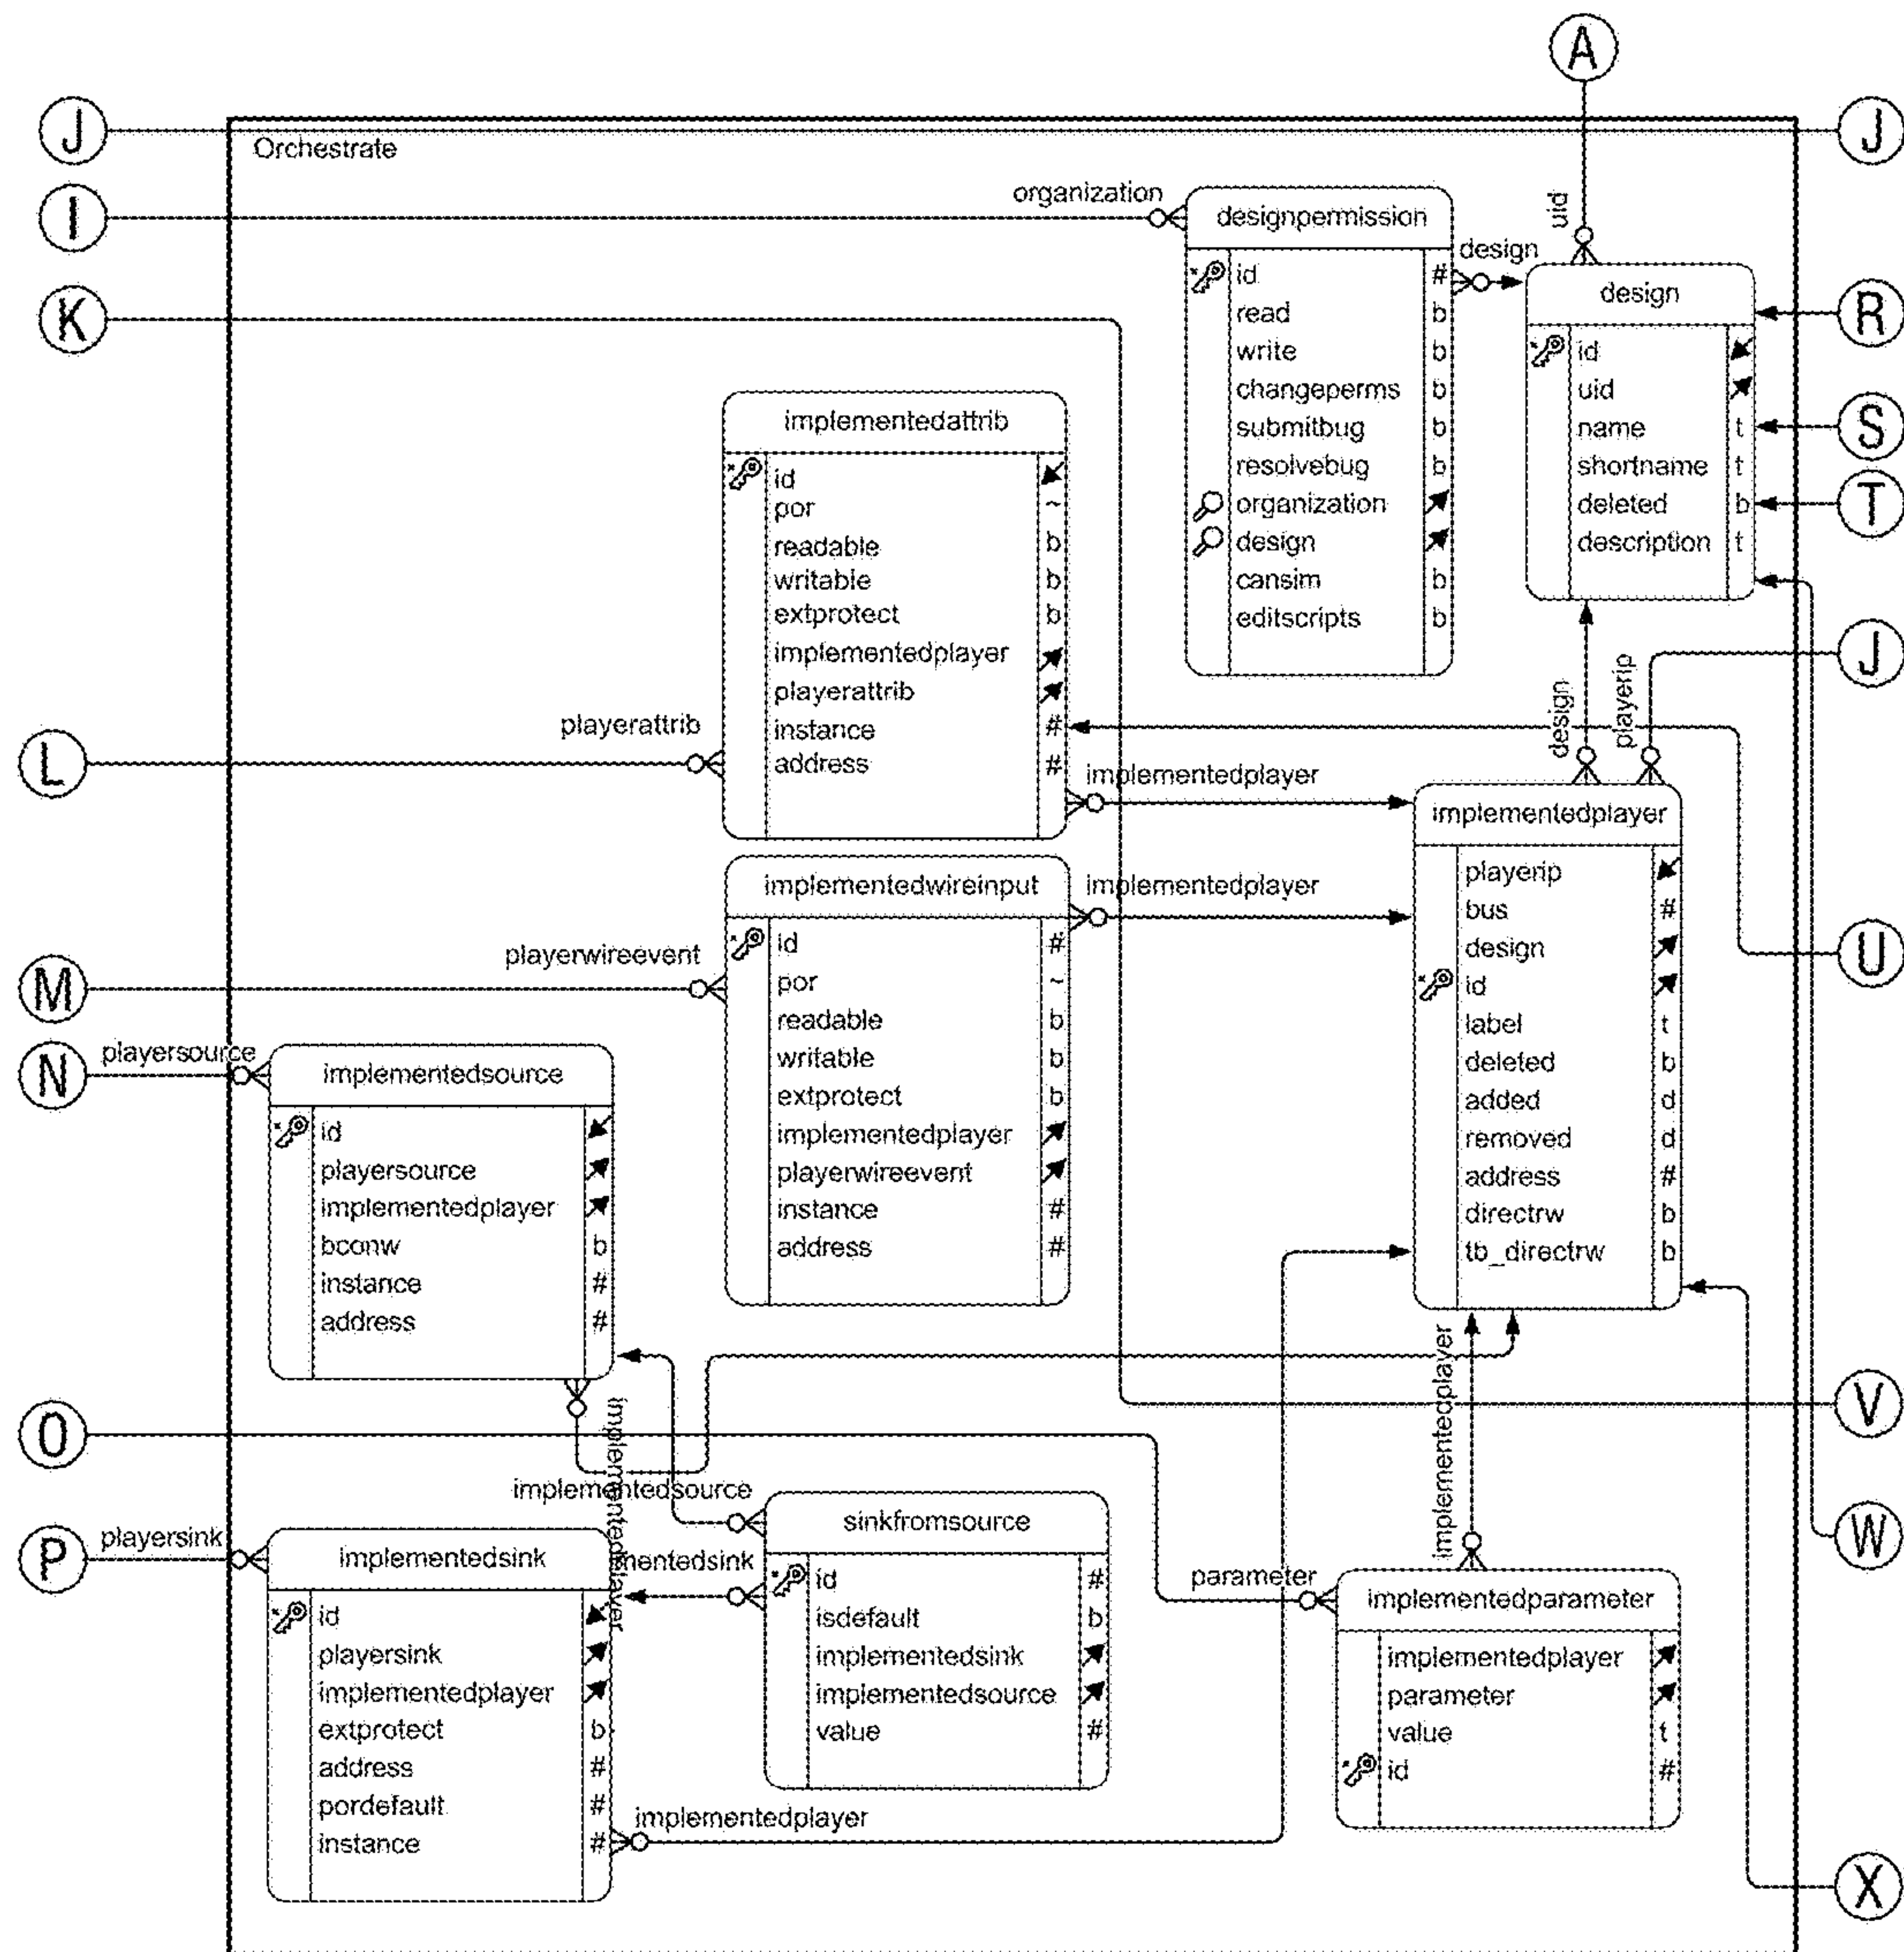 A
J
J
Orchestrate
I
organization
designpermission
id #
read b
write b
changeperms b
submitbug b
resolvebug b
organization
design
cansim b
editscripts b
uid
design
design
id
uid
name t
shortname t
deleted b
description t
R
S
T
K
implementedattrib
id
por ~
readable b
writable b
extprotect b
implementedplayer
playerattrib
instance #
address #
playerattrib
L
implementedplayer
design
playerip
J
implementedplayer
playerip
bus #
design
id
label t
deleted b
added d
removed d
address #
directrw b
tb_directrw b
U
implementedwireinput
id #
por ~
readable b
writable b
extprotect b
implementedplayer
playerwireevent
instance #
address #
implementedplayer
playerwireevent
M
N
playersource
implementedsource
id
playersource
implementedplayer
bconw b
instance #
address #
implementedplayer
implementedplayer
V
O
implementedsource
sinkfromsource
id #
isdefault b
implementedsink
implementedsource
value #
mentedsink
W
P
playersink
implementedsink
id
playersink
implementedplayer
extprotect b
address #
pordefault #
instance #
parameter
implementedparameter
implementedplayer
parameter
value t
id #
implementedplayer
X